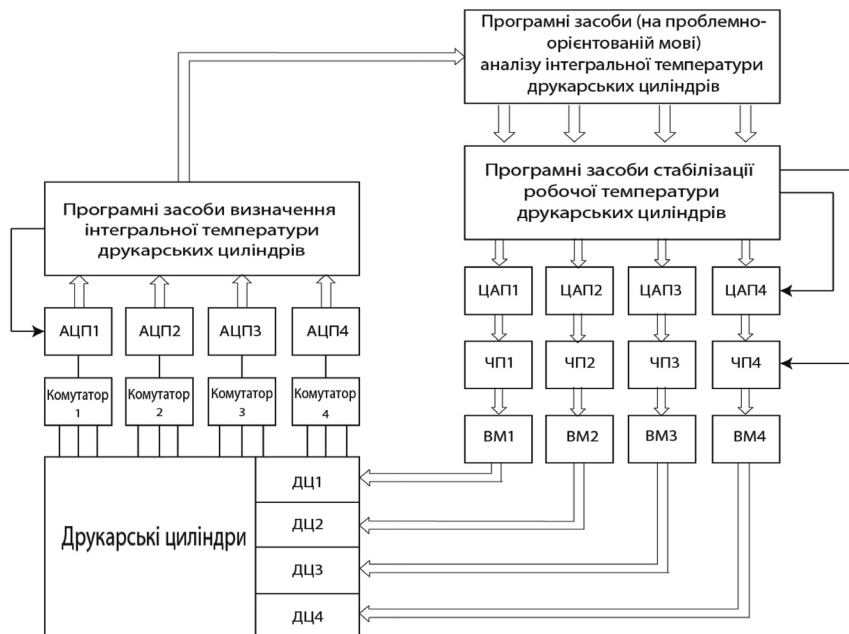 Програмні засоби (на проблемно-
орієнтованій мові)
аналізу інтегральної температури
друкарських циліндрів
Програмні засоби стабілізації
робочої температури
друкарських циліндрів
Програмні засоби визначення
інтегральної температури
друкарських циліндрів
ЦАП1
ЦАП2
ЦАП3
ЦАП4
АЦП1
АЦП2
АЦП3
АЦП4
ЧП1
ЧП2
ЧП3
ЧП4
Комутатор
1
Комутатор
2
Комутатор
3
Комутатор
4
ВМ1
ВМ2
ВМ3
ВМ4
Друкарські циліндри
ДЦ1
ДЦ2
ДЦ3
ДЦ4